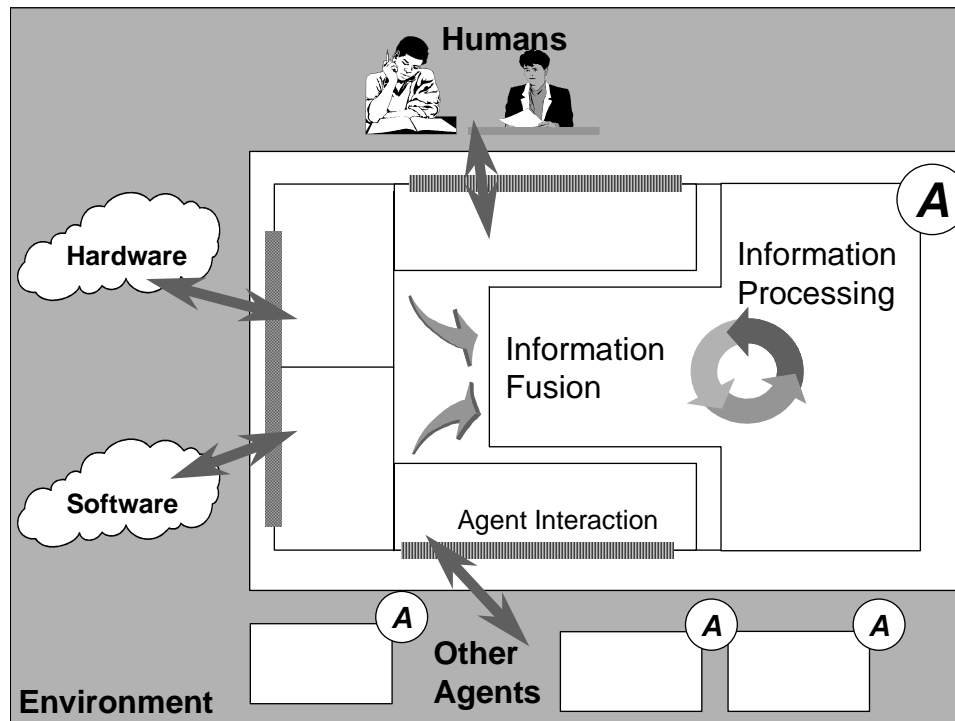 Humans
A
Hardware
Information
Processing
Information
Fusion
Software
Agent Interaction
A
A
A
Other
Agents
Environment